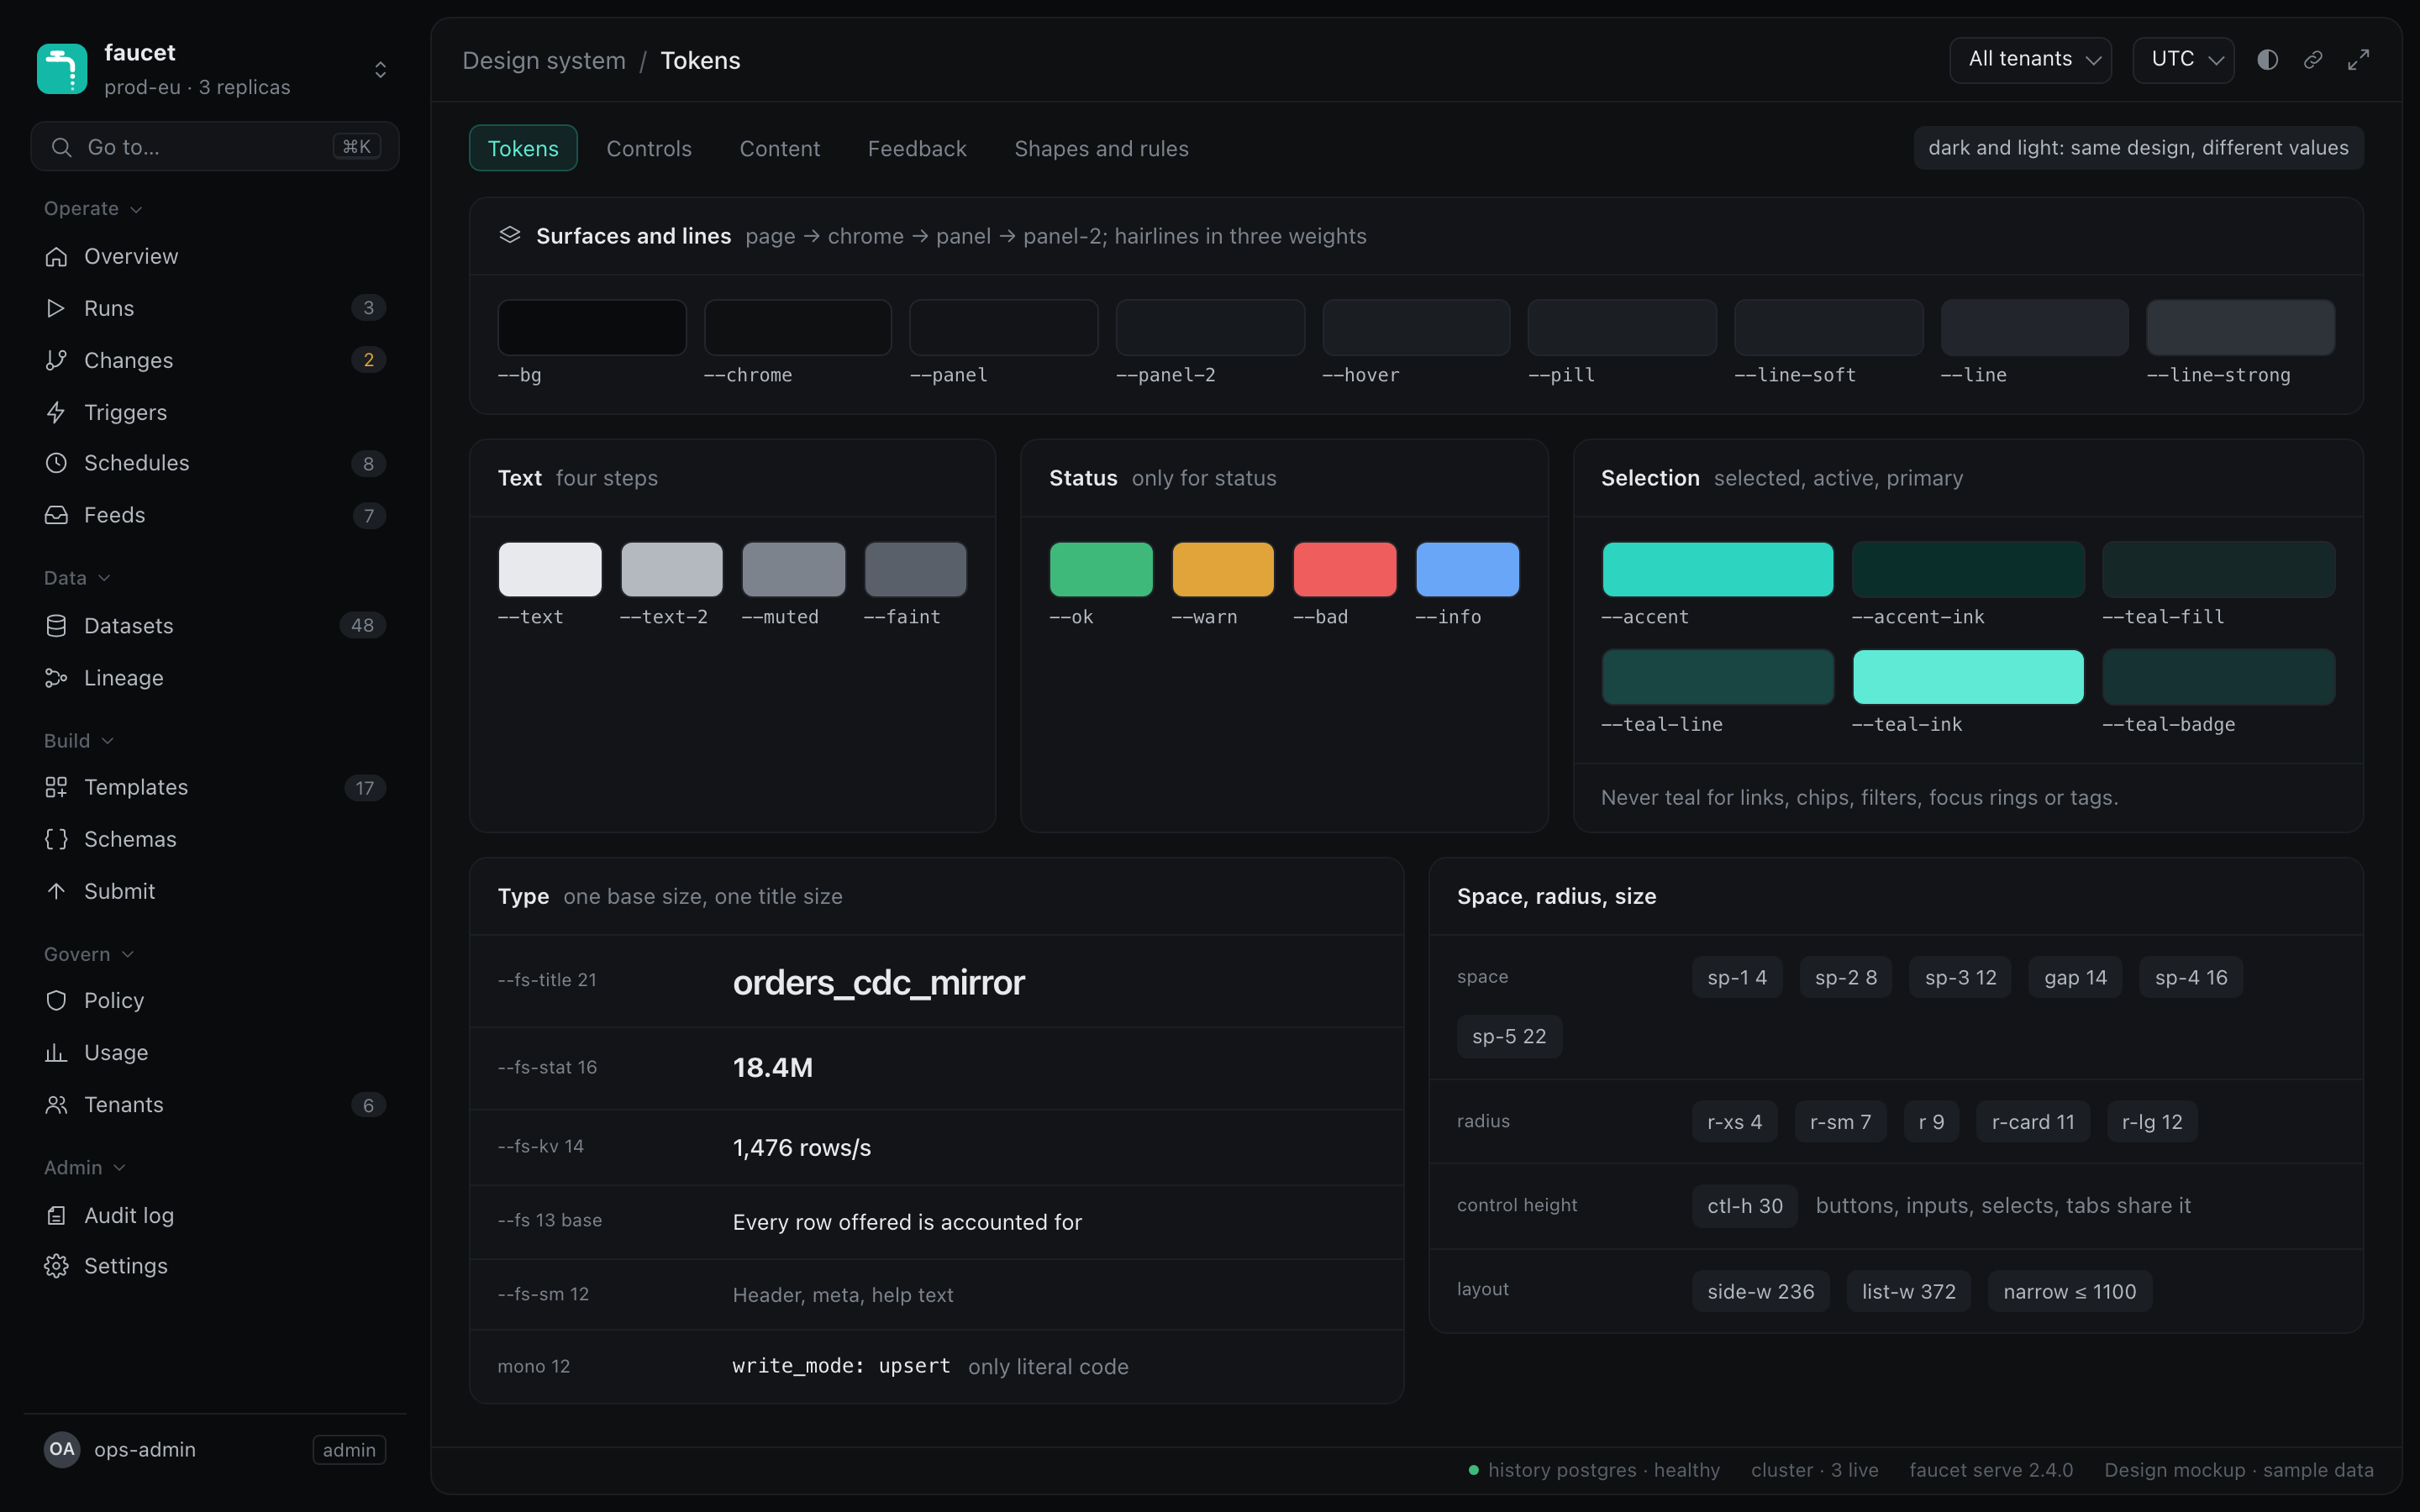 faucet
prod-eu · 3 replicas
Go to... ⌘K
Operate
Overview
Runs 3
Changes 2
Triggers
Schedules 8
Feeds 7
Data
Datasets 48
Lineage
Build
Templates 17
Schemas
Submit
Govern
Policy
Usage
Tenants 6
Admin
Audit log
Settings
OA ops-admin admin
Design system / Tokens
All tenants UTC
Tokens Controls Content Feedback Shapes and rules
dark and light: same design, different values
Surfaces and lines page → chrome → panel → panel-2; hairlines in three weights
--bg --chrome --panel --panel-2 --hover --pill --line-soft --line --line-strong
Text four steps
--text --text-2 --muted --faint
Status only for status
--ok --warn --bad --info
Selection selected, active, primary
--accent --accent-ink --teal-fill
--teal-line --teal-ink --teal-badge
Never teal for links, chips, filters, focus rings or tags.
Type one base size, one title size
--fs-title 21 orders_cdc_mirror
--fs-stat 16 18.4M
--fs-kv 14 1,476 rows/s
--fs 13 base Every row offered is accounted for
--fs-sm 12 Header, meta, help text
mono 12 write_mode: upsert only literal code
Space, radius, size
space sp-1 4 sp-2 8 sp-3 12 gap 14 sp-4 16
sp-5 22
radius r-xs 4 r-sm 7 r 9 r-card 11 r-lg 12
control height ctl-h 30 buttons, inputs, selects, tabs share it
layout side-w 236 list-w 372 narrow ≤ 1100
history postgres · healthy cluster · 3 live faucet serve 2.4.0 Design mockup · sample data